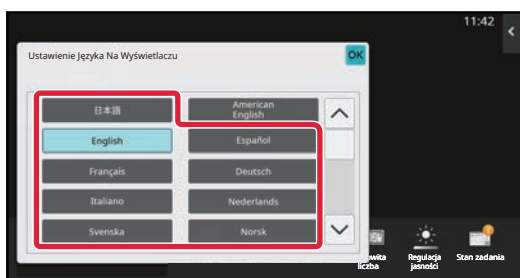 11:42
Ustawienie Języka Na Wyświetlaczu
OK
日本語
American
English
English
Español
Français
Deutsch
Italiano
Nederlands
Svenska
Norsk
liczba
Regulacja
jasności
Stan zadania